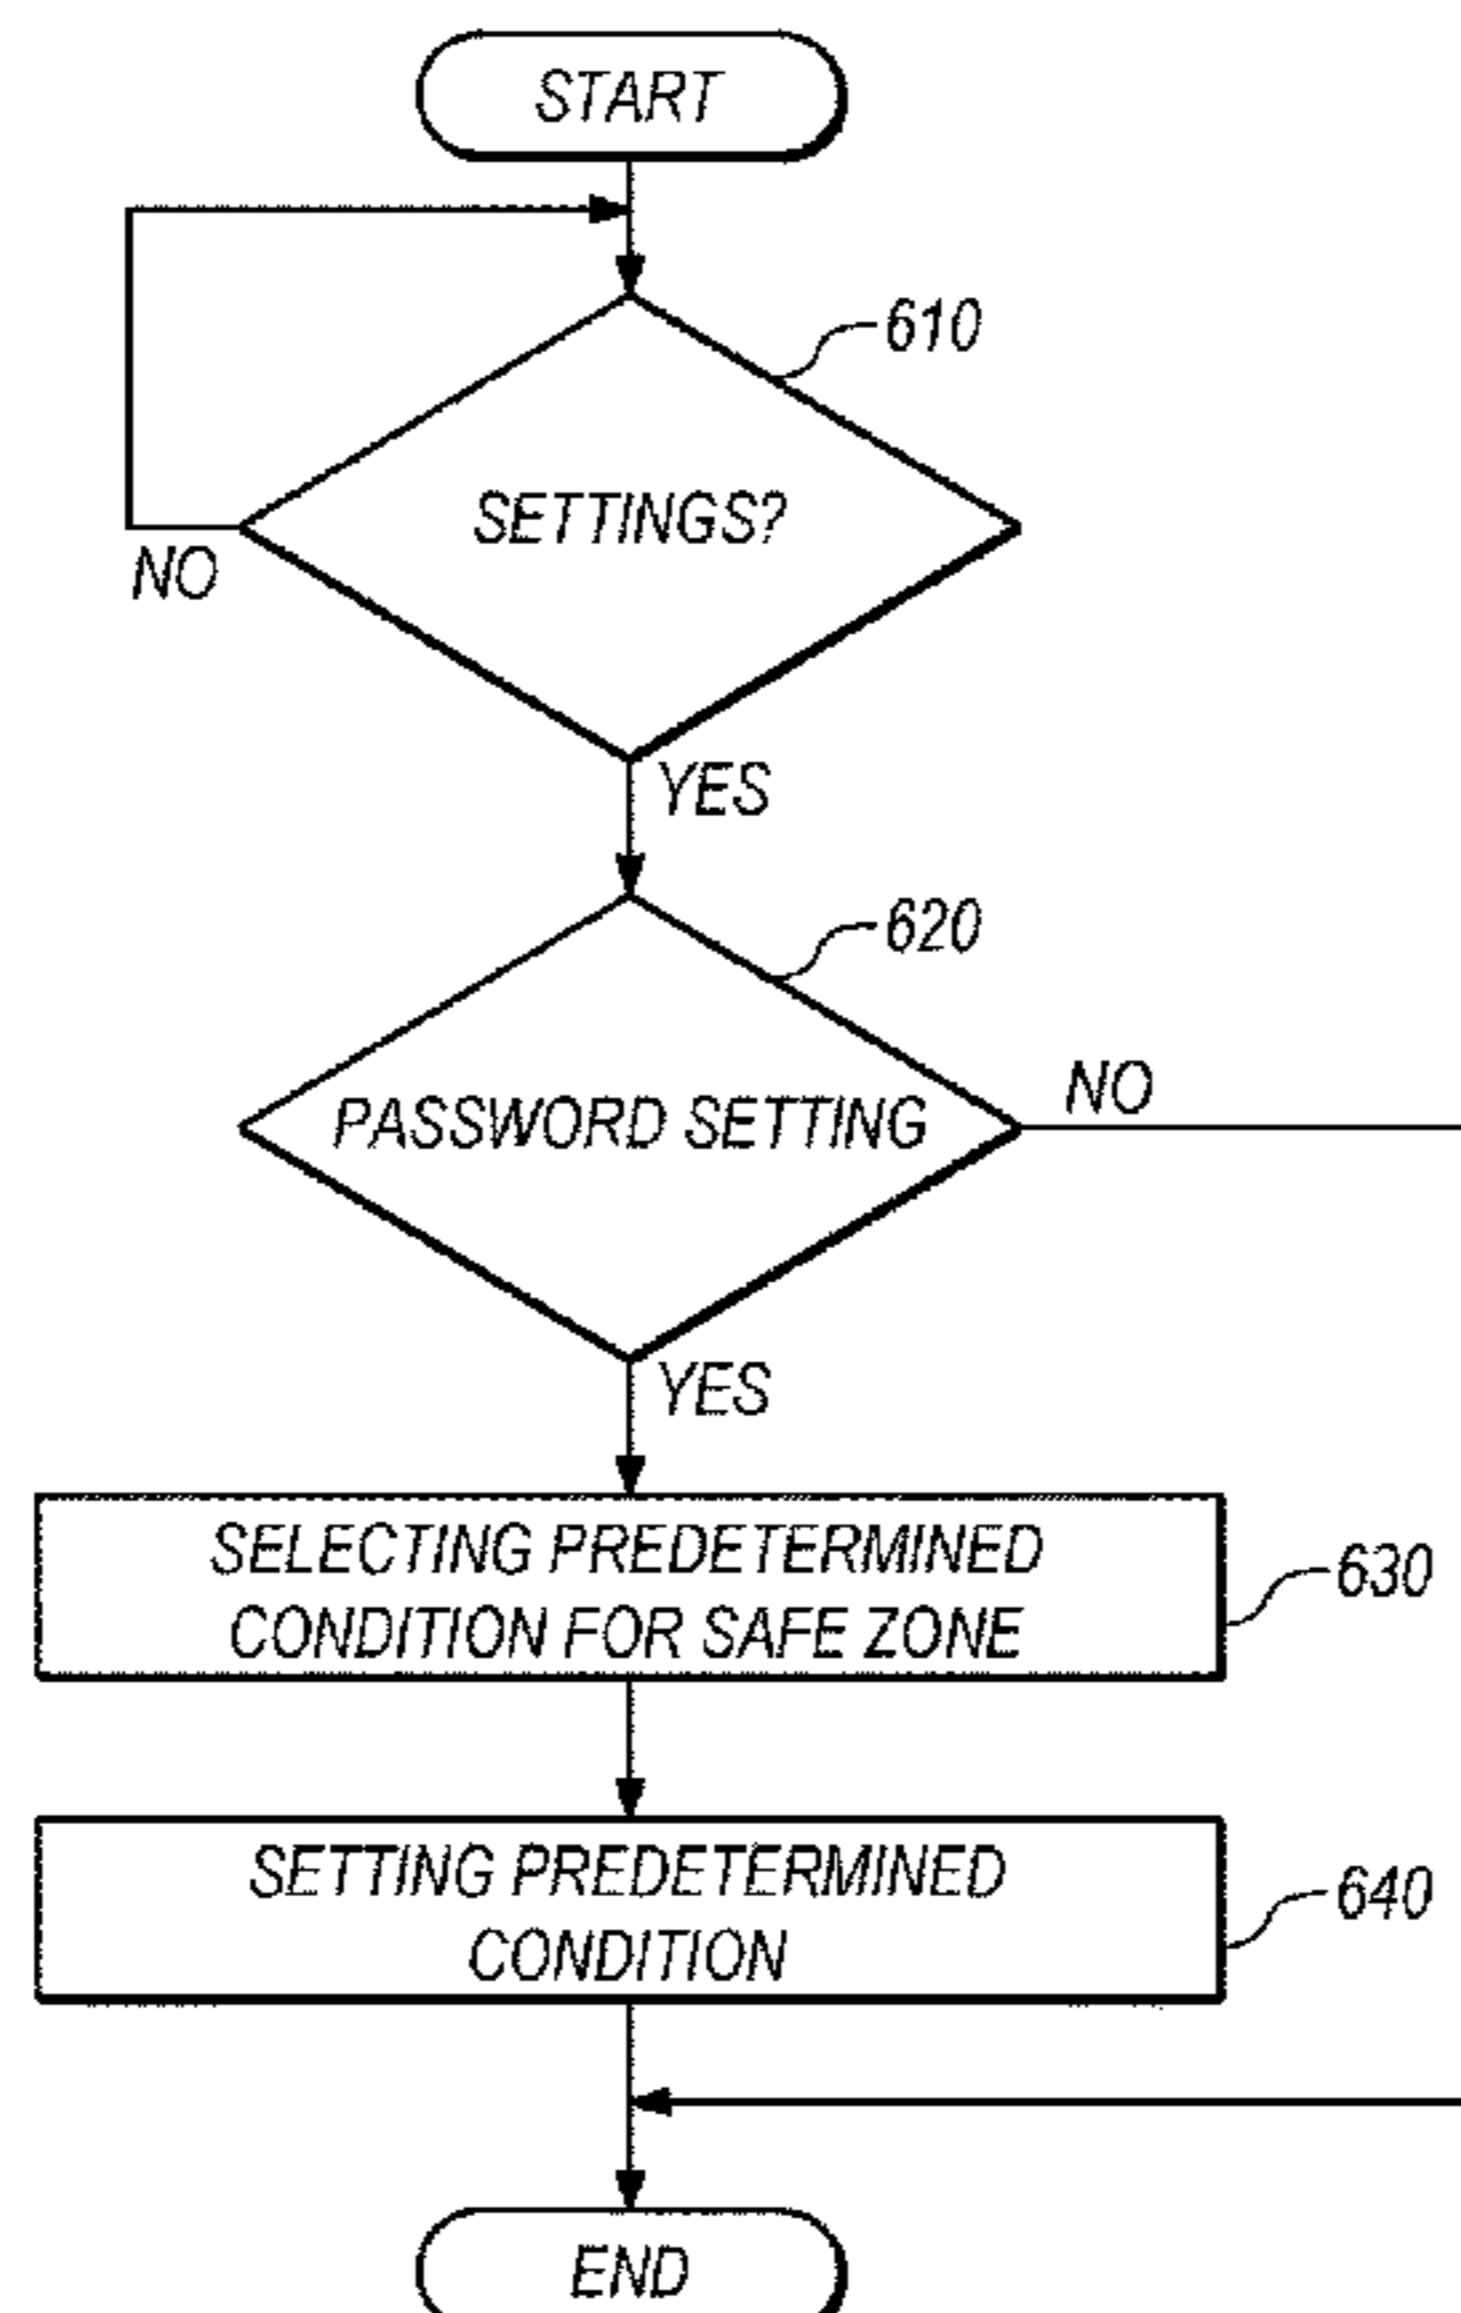 START
610
SETTINGS?
NO
YES
620
NO
PASSWORD SETTING
YES
SELECTING PREDETERMINED
CONDITION FOR SAFE ZONE
630
SETTING PREDETERMINED
CONDITION
640
END